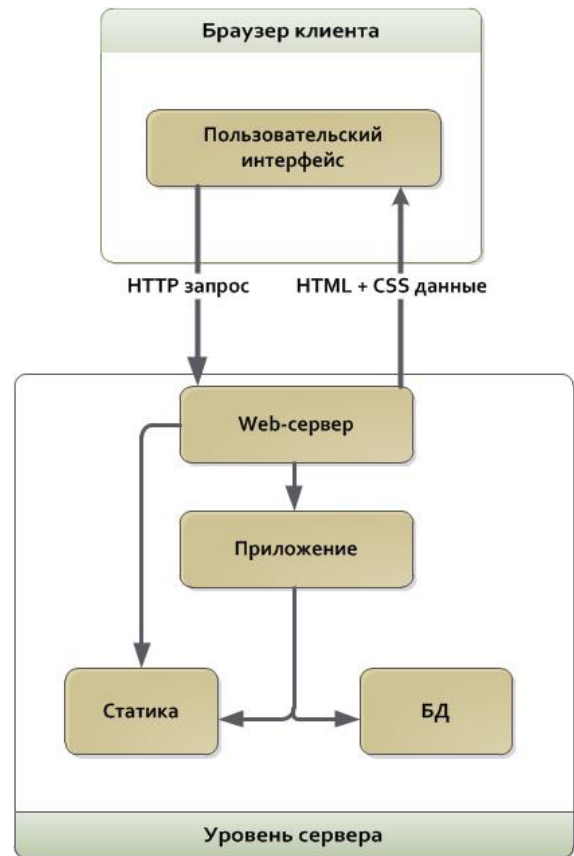 Браузер клиента
Пользовательский
интерфейс
HTTP запрос
HTML + CSS данные
Web-сервер
Приложение
Статика
БД
Уровень сервера